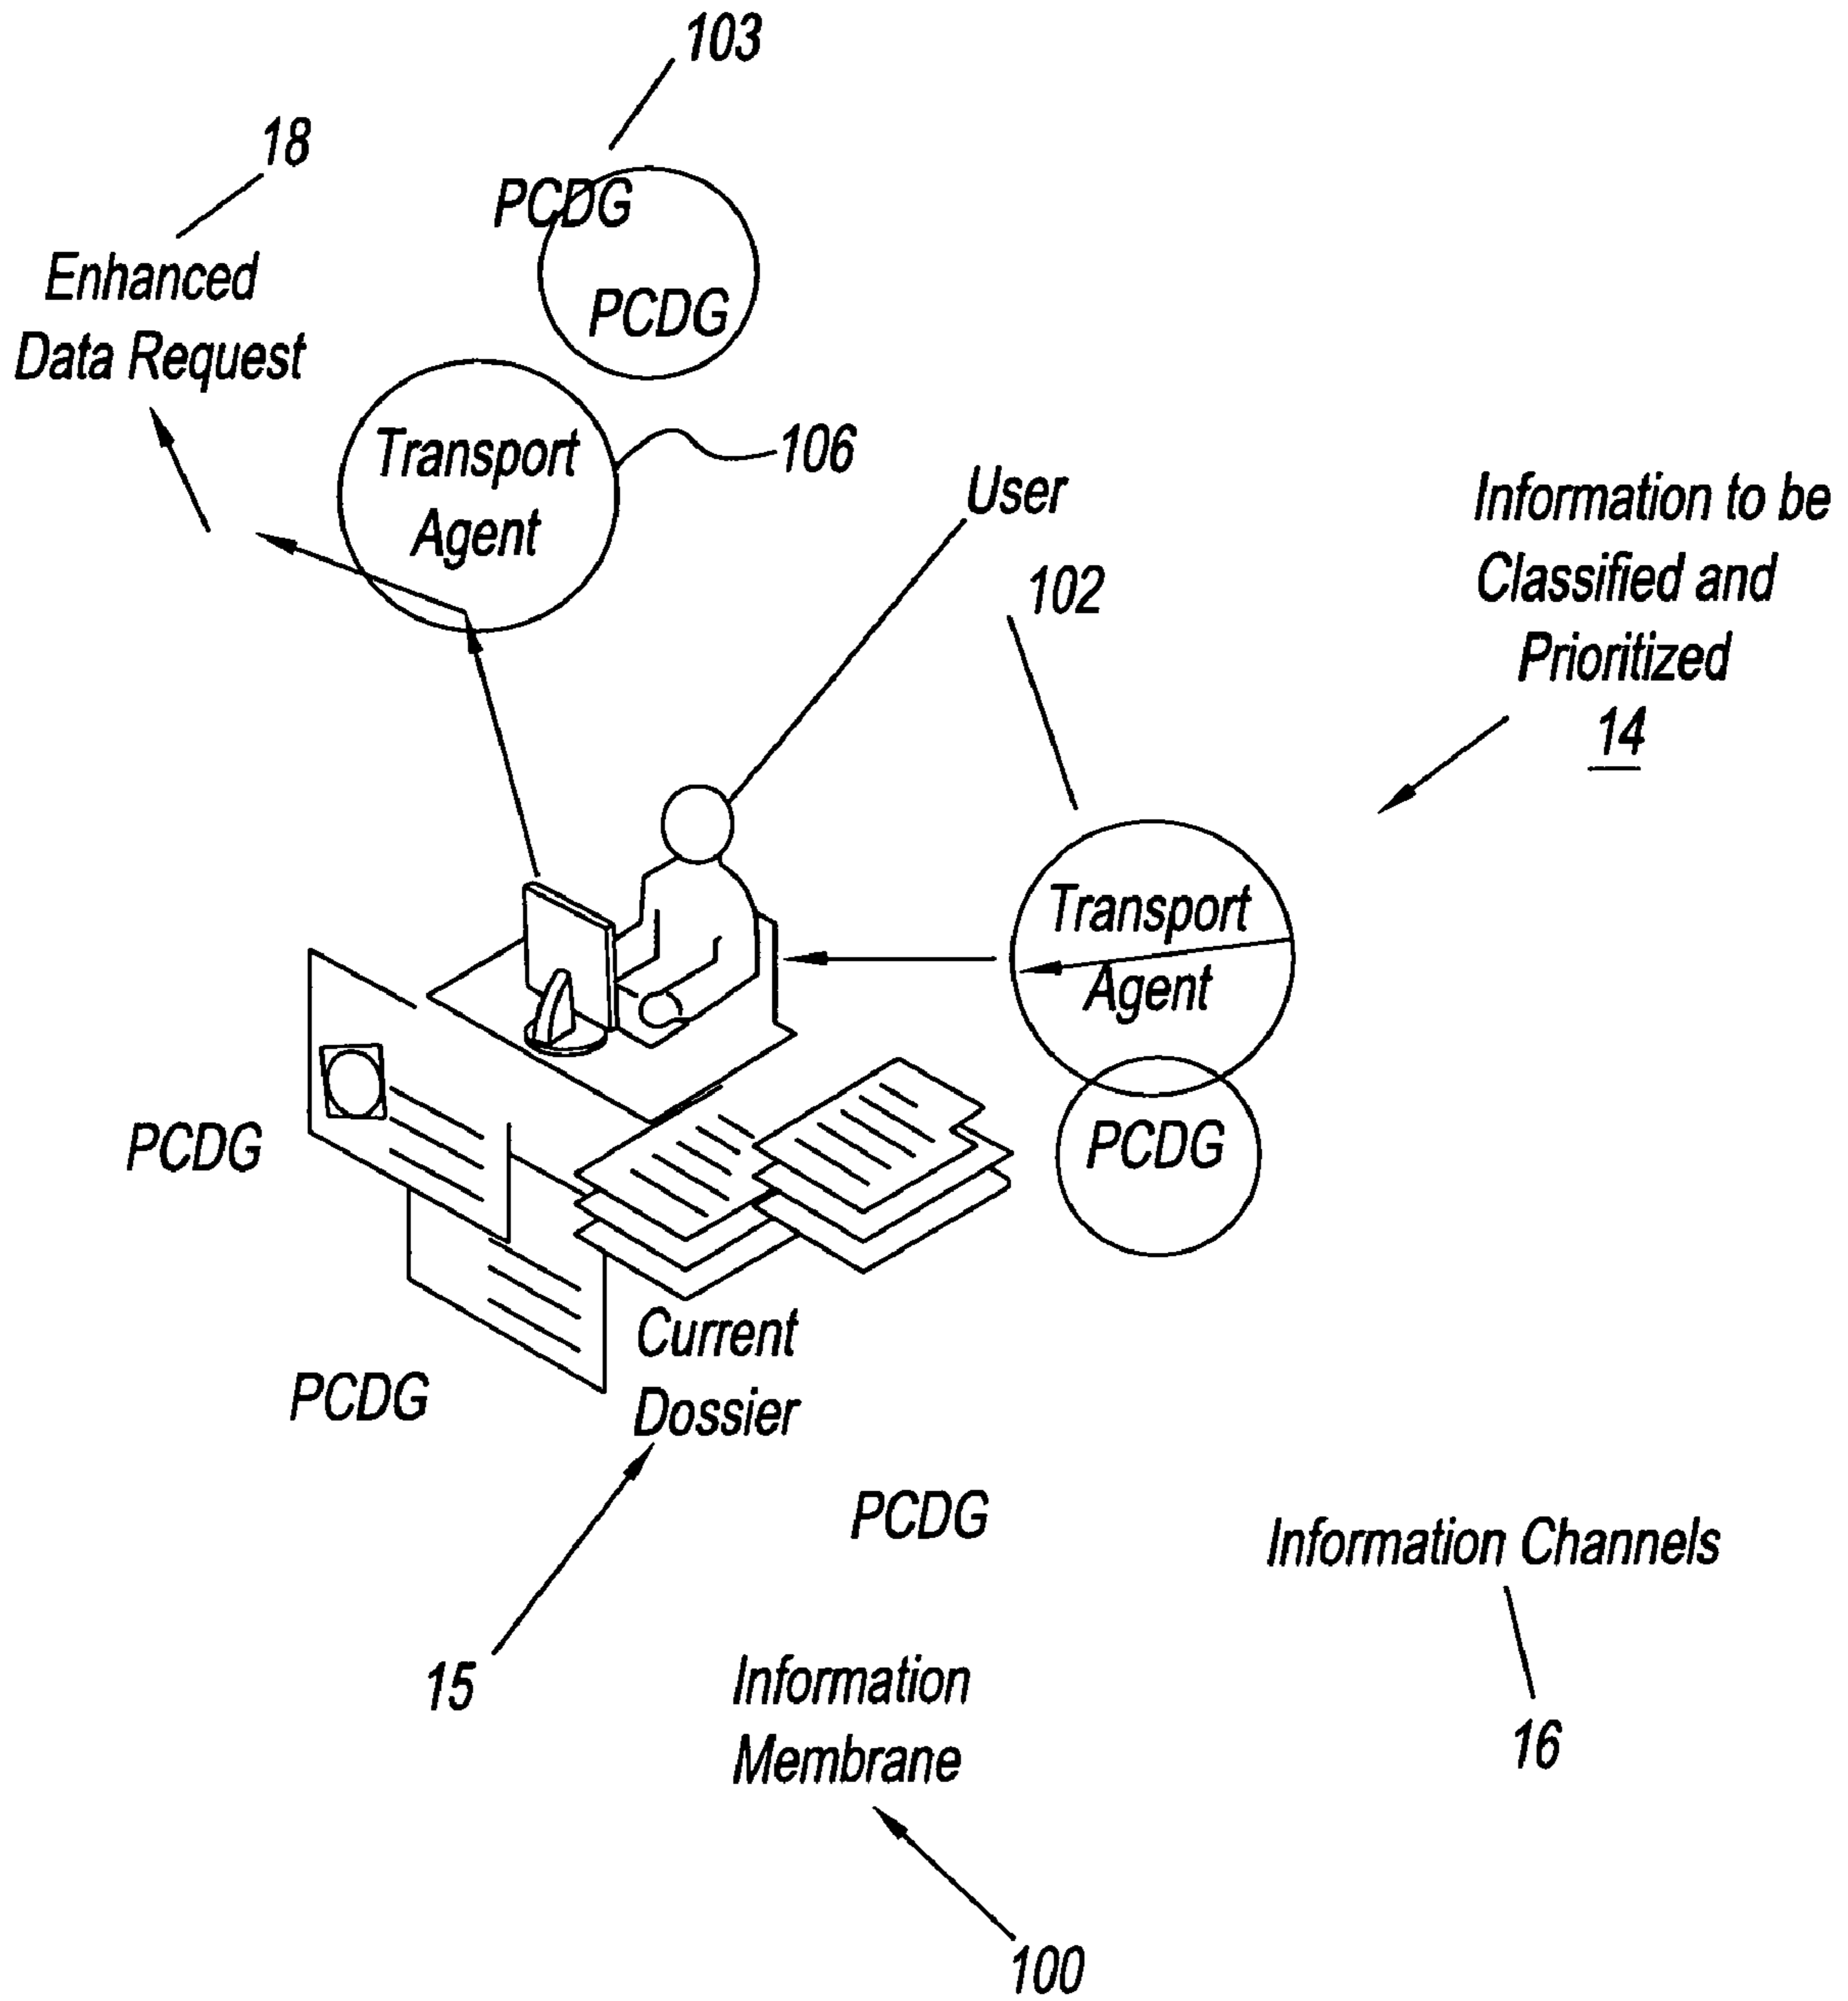 103
18
PCDG
Enhanced
Data Request
PCDG
Transport
Agent
106
User
Information to be
Classified and
Prioritized
14
102
Transport
Agent
PCDG
PCDG
Current
Dossier
PCDG
PCDG
Information Channels
15
Information
Membrane
16
100